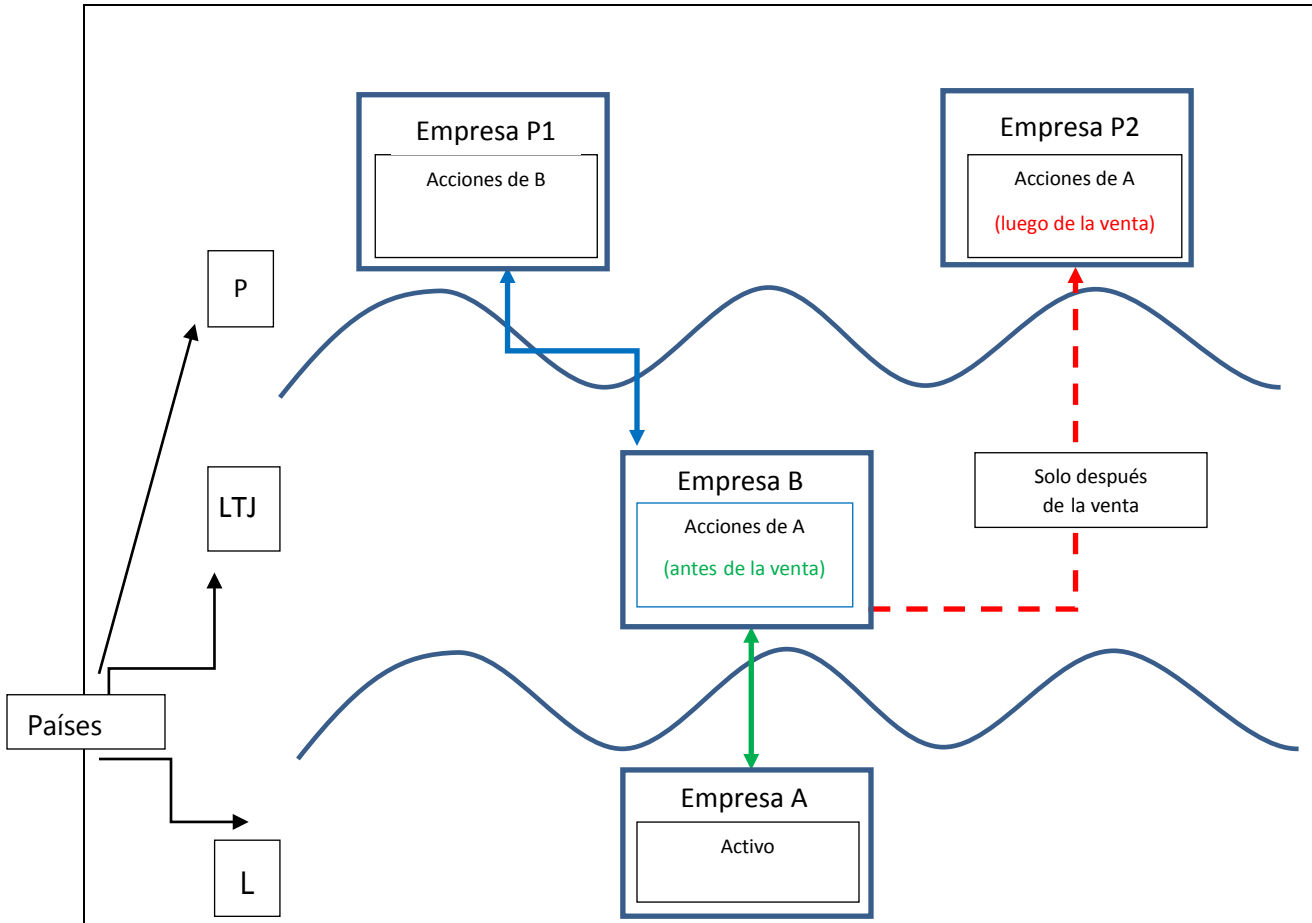 Empresa P1
Acciones de B
Empresa P2
Acciones de A
(luego de la venta)
P
LTJ
Empresa B
Acciones de A
(antes de la venta)
Solo después
de la venta
Países
Empresa A
Activo
L